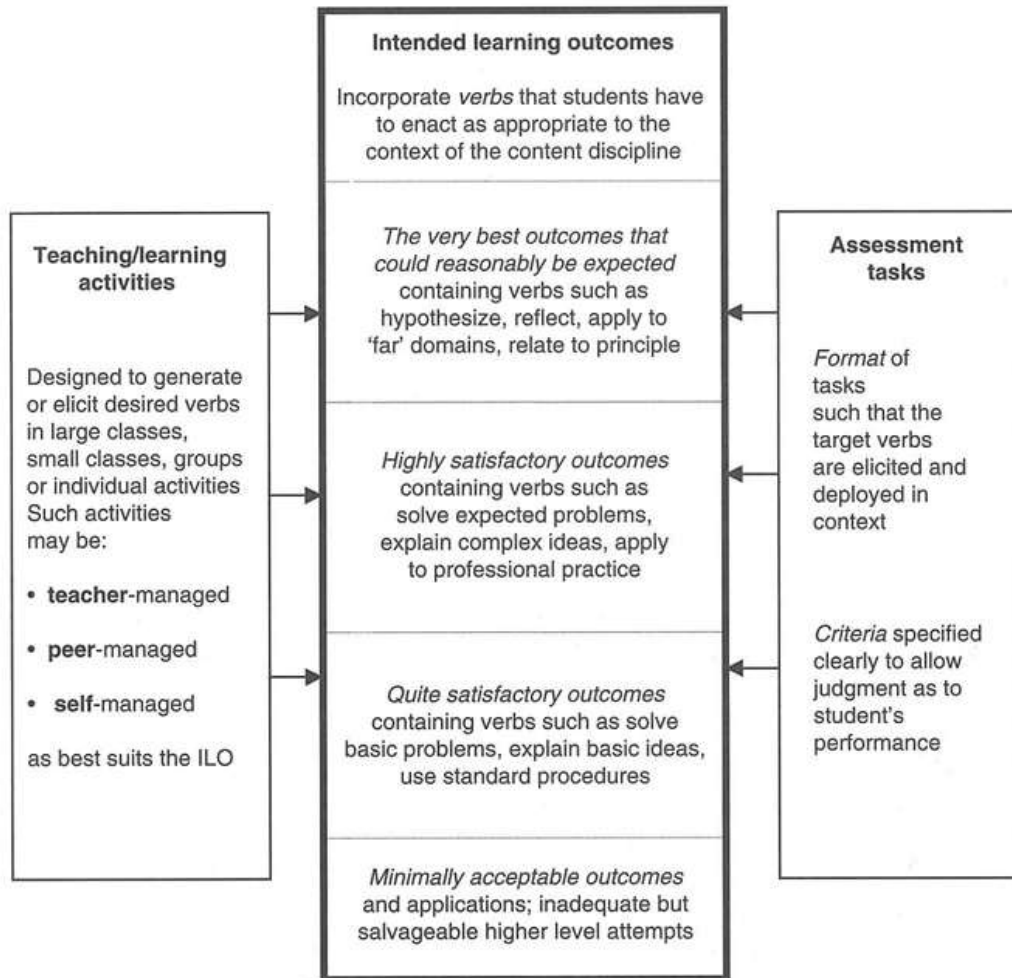 Intended learning outcomes
Incorporate verbs that students have
to enact as appropriate to the
context of the content discipline
Teaching/learning
activities
Designed to generate
or elicit desired verbs
in large classes,
small classes, groups
or individual activities
Such activities
may be:
• teacher-managed
• peer-managed
• self-managed
as best suits the ILO
The very best outcomes that
could reasonably be expected
containing verbs such as
hypothesize, reflect, apply to
‘far’ domains, relate to principle
Highly satisfactory outcomes
containing verbs such as
solve expected problems,
explain complex ideas, apply
to professional practice
Quite satisfactory outcomes
containing verbs such as solve
basic problems, explain basic ideas,
use standard procedures
Minimally acceptable outcomes
and applications; inadequate but
salvageable higher level attempts
Assessment
tasks
Format of
tasks
such that the
target verbs
are elicited and
deployed in
context
Criteria specified
clearly to allow
judgment as to
student’s
performance